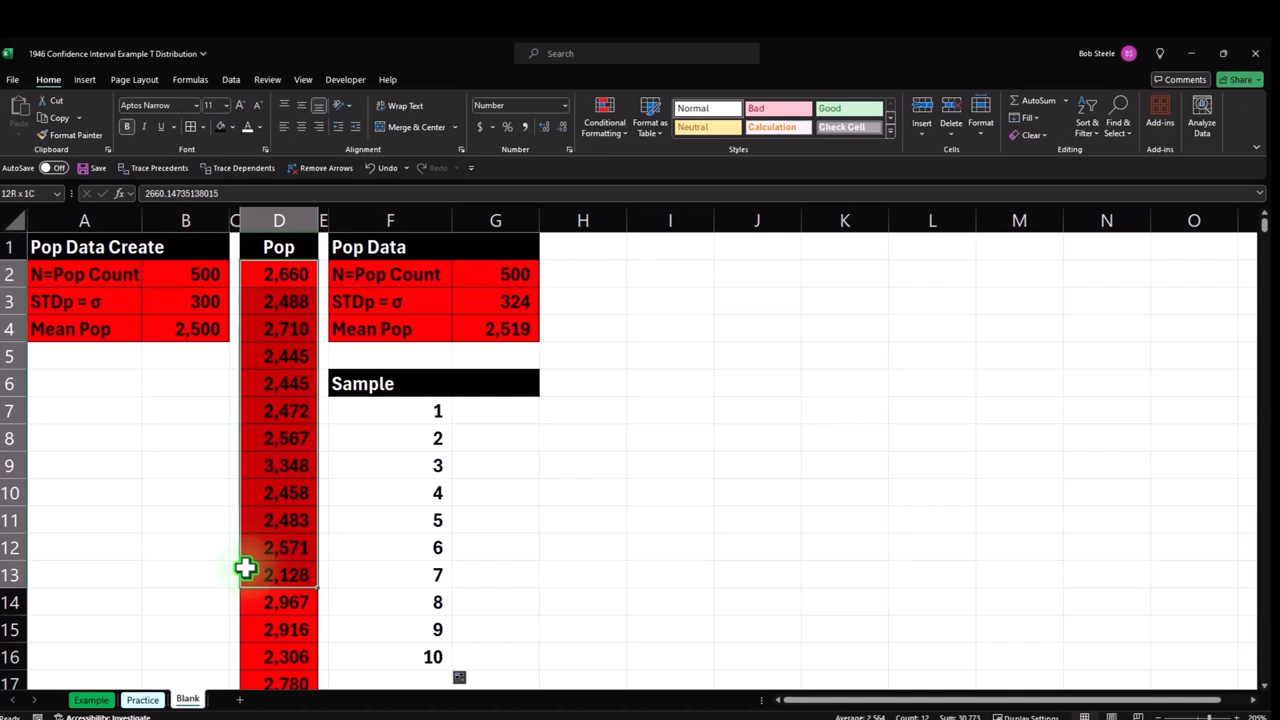 1946 Confidence Interval Example T Distribution
Search
Bob Steele BS
File Home Insert Page Layout Formulas Data Review View Developer Help
Comments Share
Paste
Cut
Copy
Format Painter
Clipboard
Aptos Narrow 11
B I U
Font
Wrap Text
Merge & Center
Alignment
Number
$ % ,
Number
Conditional Formatting
Format as Table
Normal Bad Good
Neutral Calculation Check Cell
Styles
Insert Delete Format
Cells
AutoSum
Fill
Clear
Sort & Filter
Find & Select
Editing
Add-ins
Add-ins
Analyze Data
AutoSave Off Save Trace Precedents Trace Dependents Remove Arrows Undo Redo
12R x 1C fx 2660.14735138015
A B C D E F G H I J K L M N O
1 Pop Data Create Pop Pop Data
2 N=Pop Count 500 2,660 N=Pop Count 500
3 STDp = σ 300 2,488 STDp = σ 324
4 Mean Pop 2,500 2,710 Mean Pop 2,519
5 2,445
6 2,445 Sample
7 2,472 1
8 2,567 2
9 3,348 3
10 2,458 4
11 2,483 5
12 2,571 6
13 2,128 7
14 2,967 8
15 2,916 9
16 2,306 10
17 2,780
Example Practice Blank
Accessibility: Investigate Average: 2,564 Count: 12 Sum: 30,773 Display Settings 205%